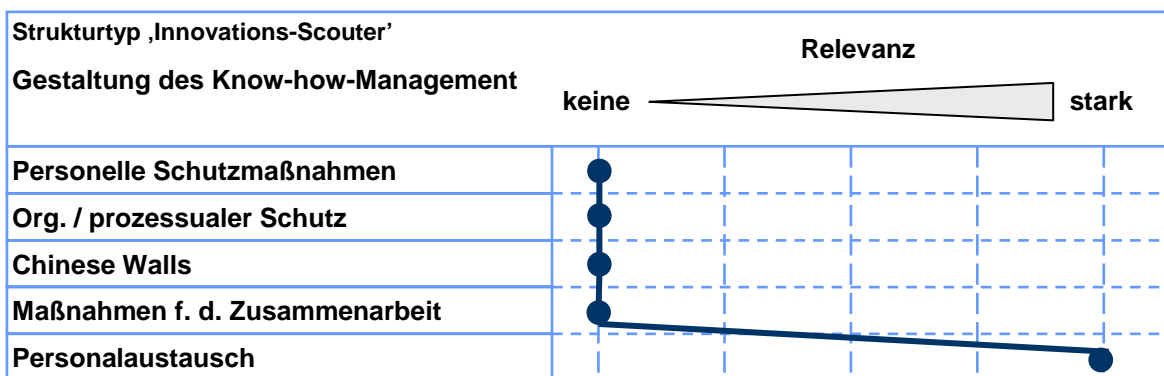 Strukturtyp ‚Innovations-Scouter’
Gestaltung des Know-how-Management
Relevanz
keine
stark
Personelle Schutzmaßnahmen
Org. / prozessualer Schutz
Chinese Walls
Maßnahmen f. d. Zusammenarbeit
Personalaustausch